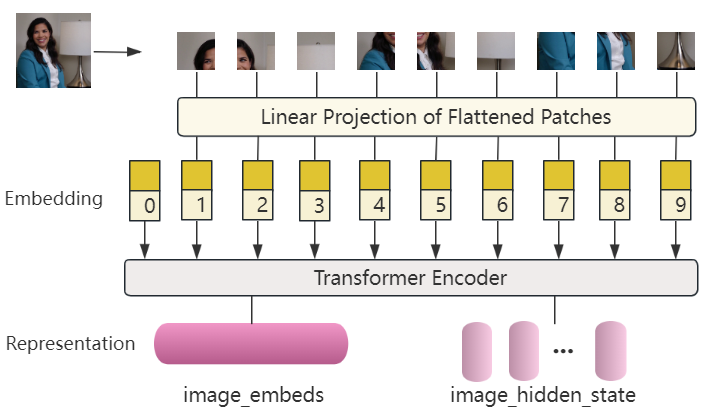 Linear Projection of Flattened Patches
Embedding
0 1 2 3 4 5 6 7 8 9
Transformer Encoder
Representation
...
image_embeds image_hidden_state